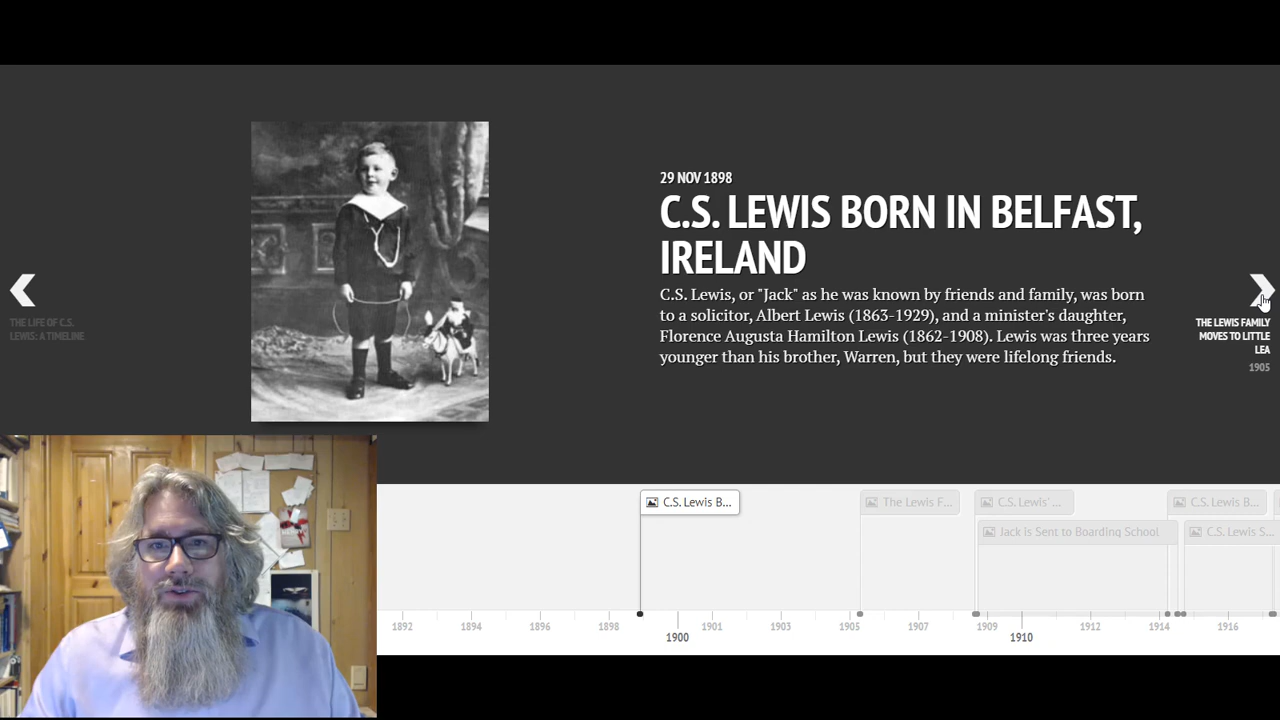 29 NOV 1898
C.S. LEWIS BORN IN BELFAST,
IRELAND
C.S. Lewis, or "Jack" as he was known by friends and family, was born
to a solicitor, Albert Lewis (1863-1929), and a minister's daughter,
Florence Augusta Hamilton Lewis (1862-1908). Lewis was three years
younger than his brother, Warren, but they were lifelong friends.
THE LIFE OF C.S.
LEWIS: A TIMELINE
THE LEWIS FAMILY
MOVES TO LITTLE
LEA
1905
C.S. Lewis B...
The Lewis F...
C.S. Lewis' ...
C.S. Lewis B...
Jack is Sent to Boarding School
C.S. Lewis S...
1892 1894 1896 1898 1901 1903 1905 1907 1909 1912 1914 1916
1900 1910